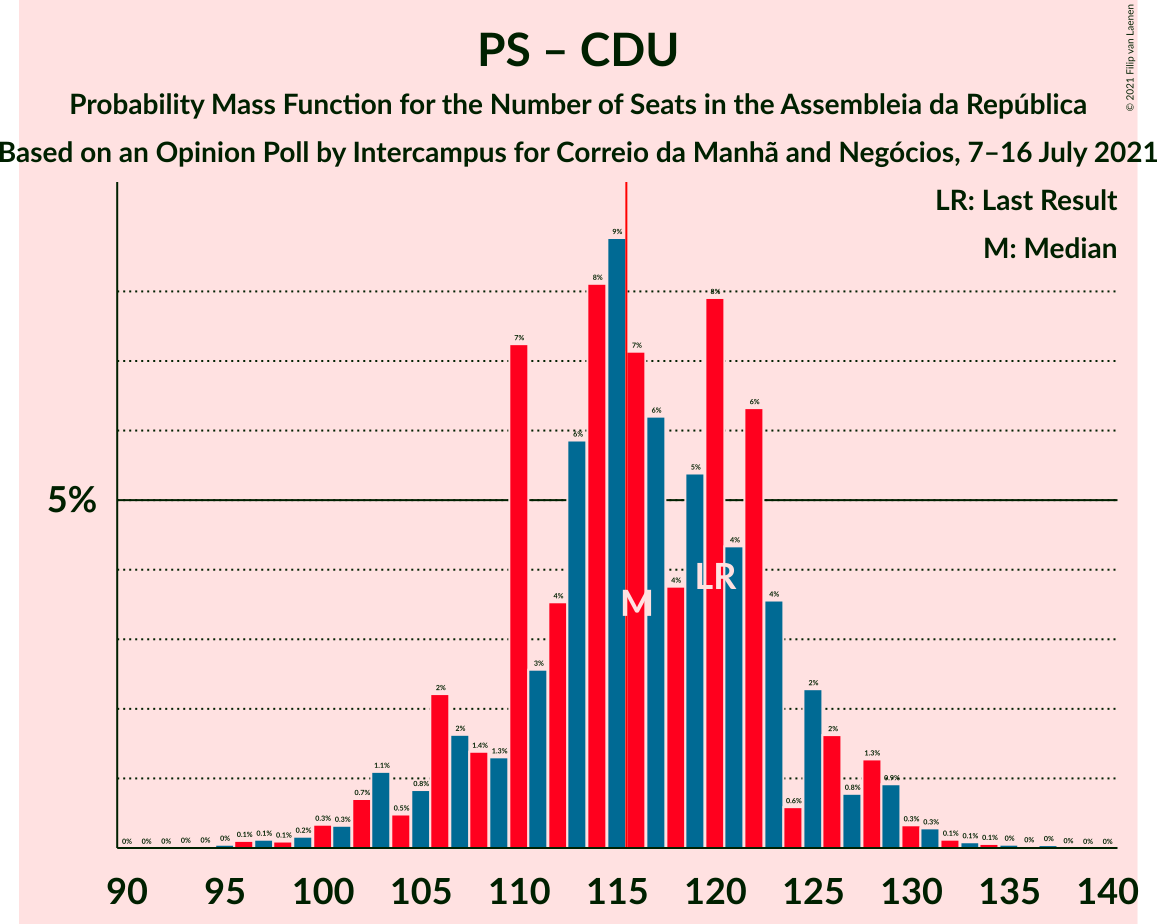 PS – CDU
Probability Mass Function for the Number of Seats in the Assembleia da República
Based on an Opinion Poll by Intercampus for Correio da Manhã and Negócios, 7–16 July 2021
© 2021 Filip van Laenen
LR: Last Result
M: Median
5%
0% 0% 0% 0% 0% 0% 0.1% 0.1% 0.1% 0.2% 0.3% 0.3% 0.7% 1.1% 0.5% 0.8% 2% 2% 1.4% 1.3% 7% 3% 4% 6% 8% 9% 7% 6% 4% 5% 8% 4% 6% 4% 0.6% 2% 2% 0.8% 1.3% 0.9% 0.3% 0.3% 0.1% 0.1% 0.1% 0% 0% 0% 0% 0% 0%
M
LR
90 95 100 105 110 115 120 125 130 135 140